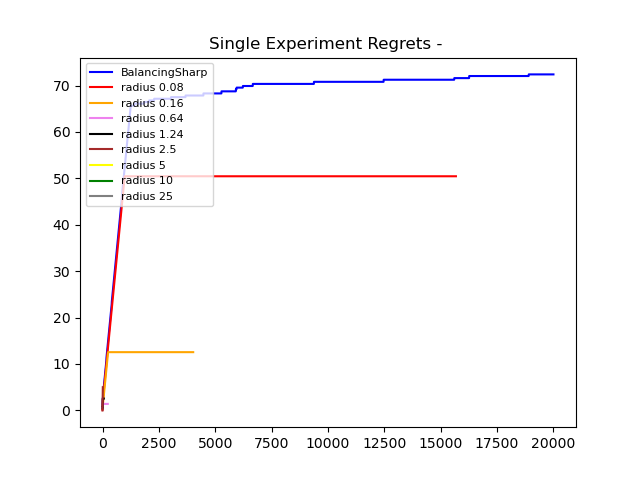 Single Experiment Regrets -
BalancingSharp
radius 0.08
radius 0.16
radius 0.64
radius 1.24
radius 2.5
radius 5
radius 10
radius 25
70
60
50
40
30
20
10
0
0 2500 5000 7500 10000 12500 15000 17500 20000